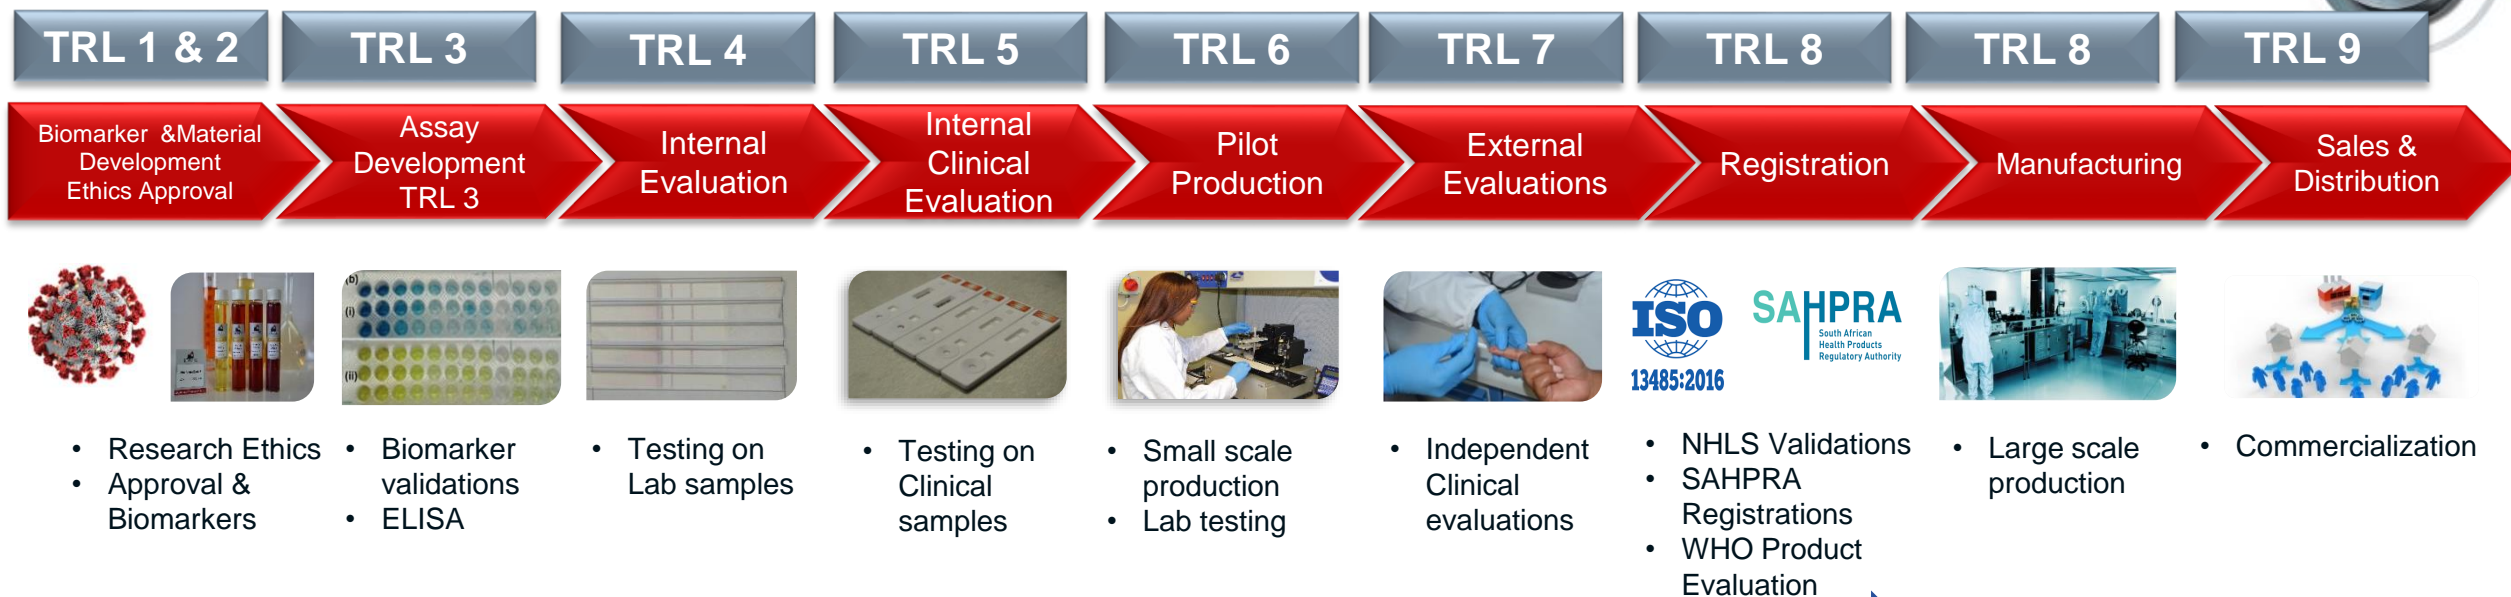 TRL 1 & 2
TRL 3
TRL 4
TRL 5
TRL 6
TRL 7
TRL 8
TRL 8
TRL 9
Biomarker &Material
Development
Ethics Approval
Assay
Development
TRL 3
Internal
Evaluation
Internal
Clinical
Evaluation
Pilot
Production
External
Evaluations
Registration
Manufacturing
Sales &
Distribution
(b)
(i)
(ii)
ISO
13485:2016
SAHPRA
South African
Health Products
Regulatory Authority
• Research Ethics
• Approval &
Biomarkers
• Biomarker
validations
• ELISA
• Testing on
Lab samples
• Testing on
Clinical
samples
• Small scale
production
• Lab testing
• Independent
Clinical
evaluations
• NHLS Validations
• SAHPRA
Registrations
• WHO Product
Evaluation
• Large scale
production
• Commercialization